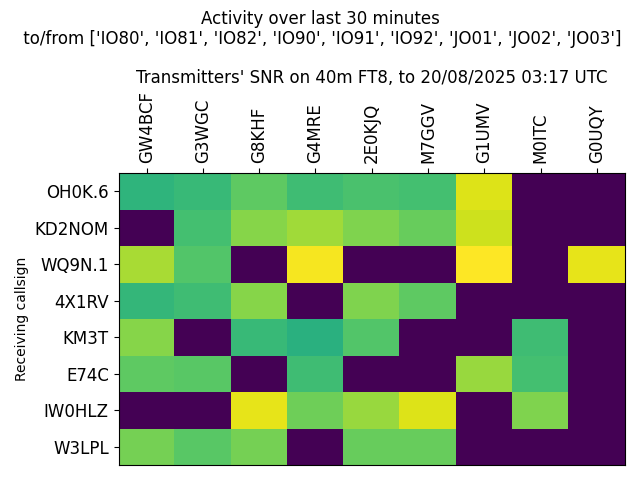 Activity over last 30 minutes
to/from ['IO80', 'IO81', 'IO82', 'IO90', 'IO91', 'IO92', 'JO01', 'JO02', 'JO03']
Transmitters' SNR on 40m FT8, to 20/08/2025 03:17 UTC
GW4BCF
G3WGC
G8KHF
G4MRE
2E0KJQ
M7GGV
G1UMV
M0ITC
G0UQY
Receiving callsign
OH0K.6
KD2NOM
WQ9N.1
4X1RV
KM3T
E74C
IW0HLZ
W3LPL